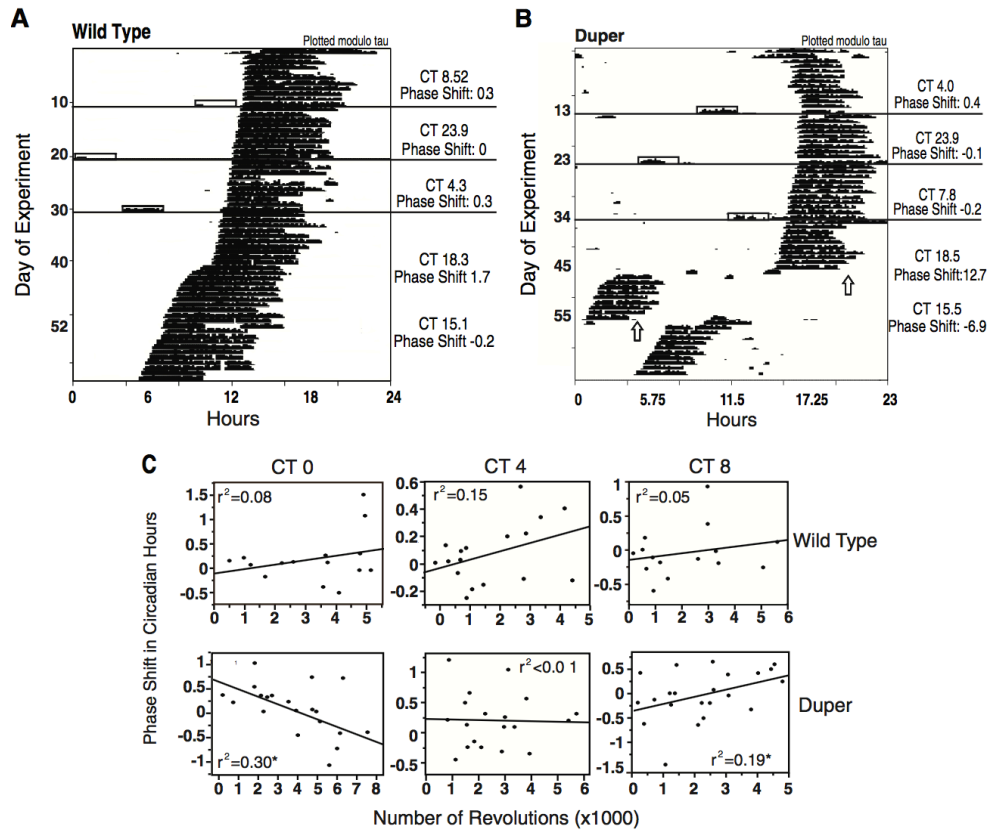 A
Wild Type
Plotted modulo tau
Day of Experiment
10
20
30
40
52
0
6
12
18
24
Hours
CT 8.52
Phase Shift: 03
CT 23.9
Phase Shift: 0
CT 4.3
Phase Shift: 0.3
CT 18.3
Phase Shift 1.7
CT 15.1
Phase Shift -0.2
B
Duper
Plotted modulo tau
Day of Experiment
13
23
34
45
55
0
5.75
11.5
17.25
23
Hours
CT 4.0
Phase Shift: 0.4
CT 23.9
Phase Shift: -0.1
CT 7.8
Phase Shift -0.2
CT 18.5
Phase Shift:12.7
CT 15.5
Phase Shift: -6.9
C
Phase Shift in Circadian Hours
CT 0
r²=0.08
1.5
1
0.5
0
-0.5
0 1 2 3 4 5
CT 4
r²=0.15
0.6
0.4
0.2
0
-0.2
0 1 2 3 4 5
CT 8
r²=0.05
1
0.5
0
-0.5
0 1 2 3 4 5 6
Wild Type
1
0.5
0
-0.5
-1
r²=0.30*
0 1 2 3 4 5 6 7 8
r²<0.0 1
1
0.5
0
-0.5
0 1 2 3 4 5 6
0.5
0
-0.5
-1
-1.5
r²=0.19*
0 1 2 3 4 5
Duper
Number of Revolutions (x1000)